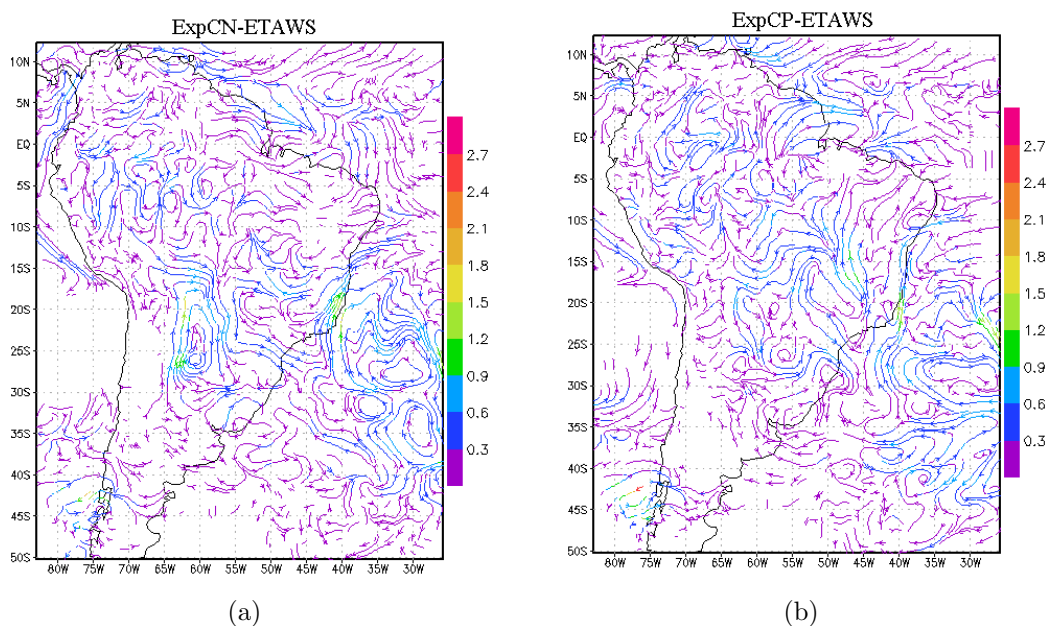 ExpCN-ETAWS
10N
5N
EQ
5S
10S
15S
20S
25S
30S
35S
40S
45S
50S
80W 75W 70W 65W 60W 55W 50W 45W 40W 35W 30W
2.7
2.4
2.1
1.8
1.5
1.2
0.9
0.6
0.3
(a)
ExpCP-ETAWS
10N
5N
EQ
5S
10S
15S
20S
25S
30S
35S
40S
45S
50S
80W 75W 70W 65W 60W 55W 50W 45W 40W 35W 30W
2.7
2.4
2.1
1.8
1.5
1.2
0.9
0.6
0.3
(b)